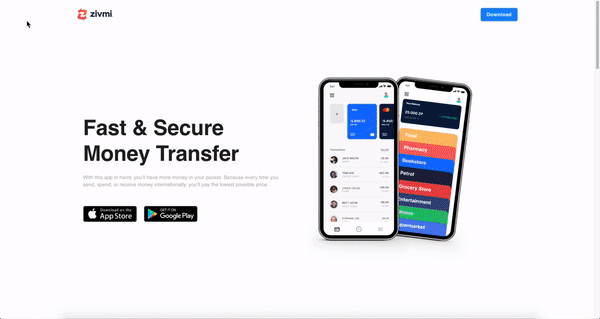 zivmi
Download
Fast & Secure
Money Transfer
With this app in hand, you'll have more money in your pocket. Because every time you
send, spend, or receive money internationally, you'll pay the lowest possible price.
Download on the
App Store
GET IT ON
Google Play
Food
Pharmacy
Bookstore
Petrol
Grocery Store
Entertainment